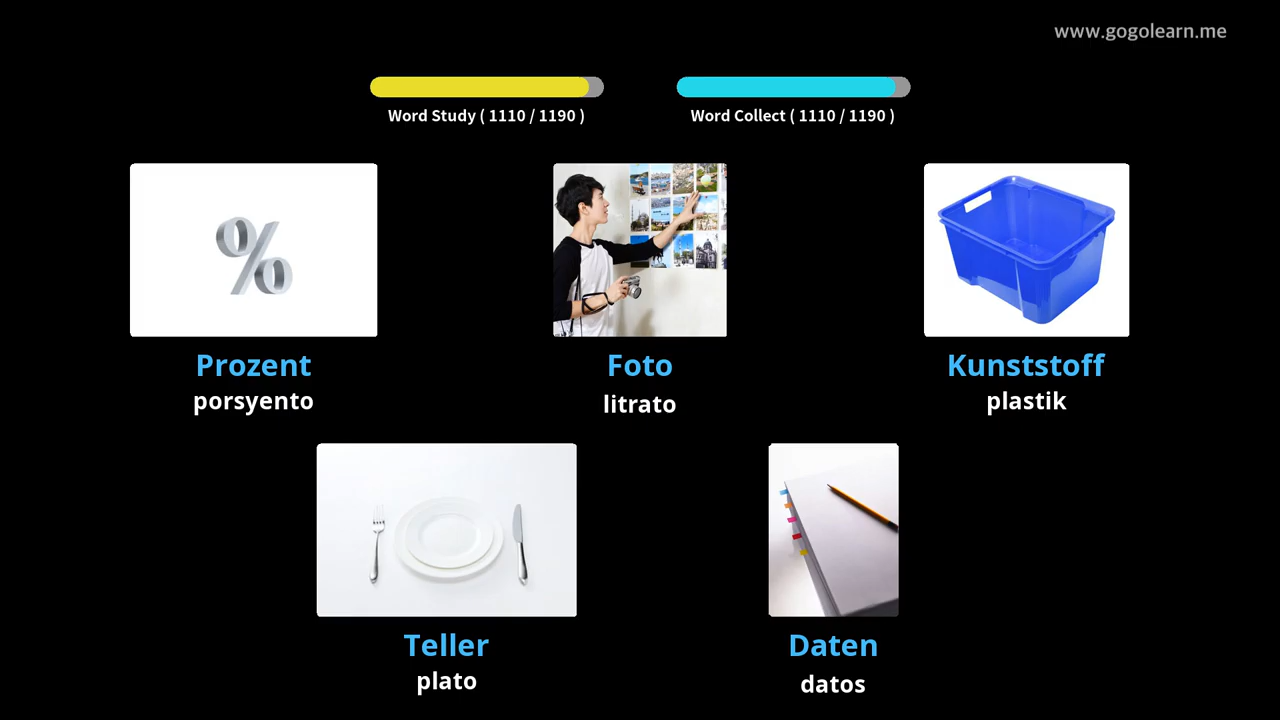 www.gogolearn.me
Word Study ( 1110 / 1190 )
Word Collect ( 1110 / 1190 )
Prozent
porsyento
Foto
litrato
Kunststoff
plastik
Teller
plato
Daten
datos